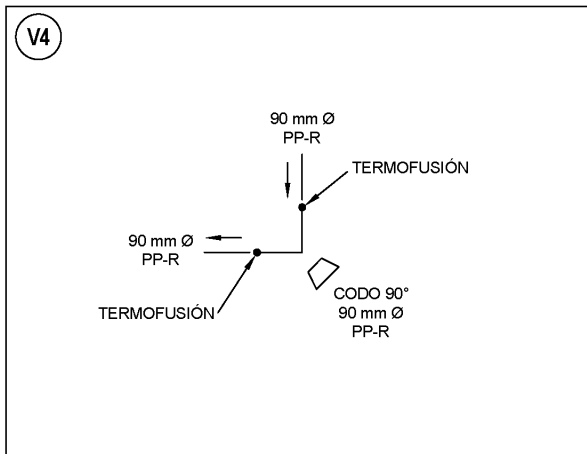 V4
90 mm Ø
PP-R
TERMOFUSIÓN
90 mm Ø
PP-R
TERMOFUSIÓN
CODO 90°
90 mm Ø
PP-R